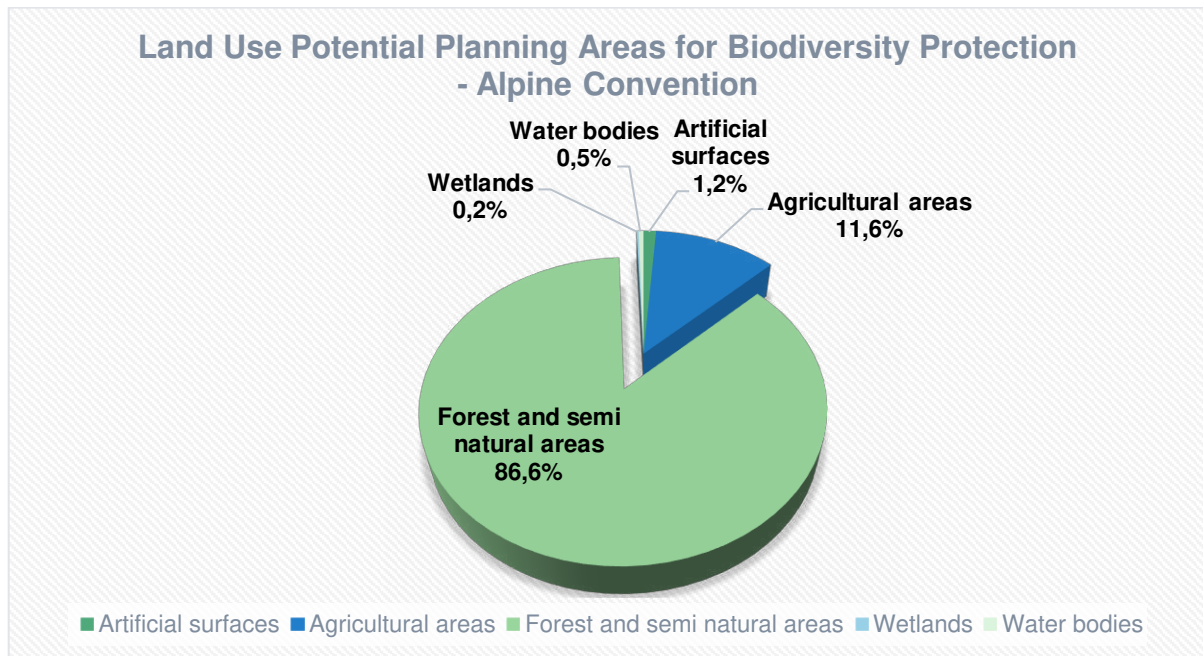 Land Use Potential Planning Areas for Biodiversity Protection
- Alpine Convention
Water bodies
0,5%
Artificial
surfaces
1,2%
Wetlands
0,2%
Agricultural areas
11,6%
Forest and semi
natural areas
86,6%
Artificial surfaces Agricultural areas Forest and semi natural areas Wetlands Water bodies